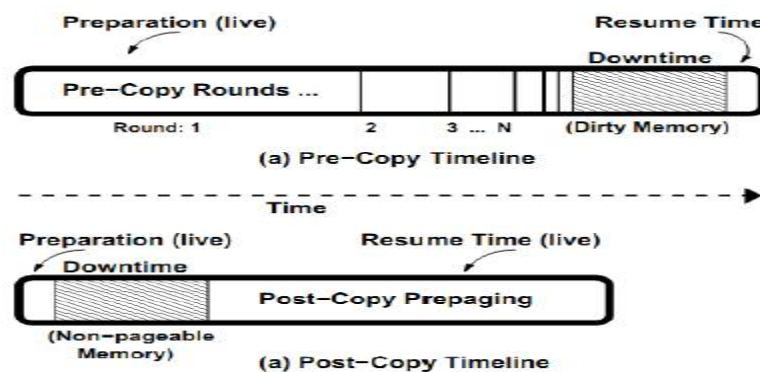 Preparation (live)
Resume Time
Downtime
Pre-Copy Rounds ...
Round: 1 2 3 ... N (Dirty Memory)
(a) Pre-Copy Timeline
Time
Preparation (live)
Resume Time (live)
Downtime
Post-Copy Prepaging
(Non-pageable
Memory)
(a) Post-Copy Timeline